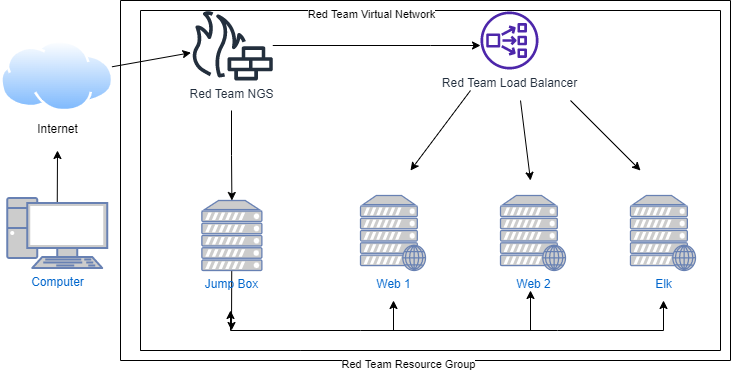 Red Team Virtual Network
Red Team NGS
Red Team Load Balancer
Internet
Computer
Jump Box
Web 1
Web 2
Elk
Red Team Resource Group